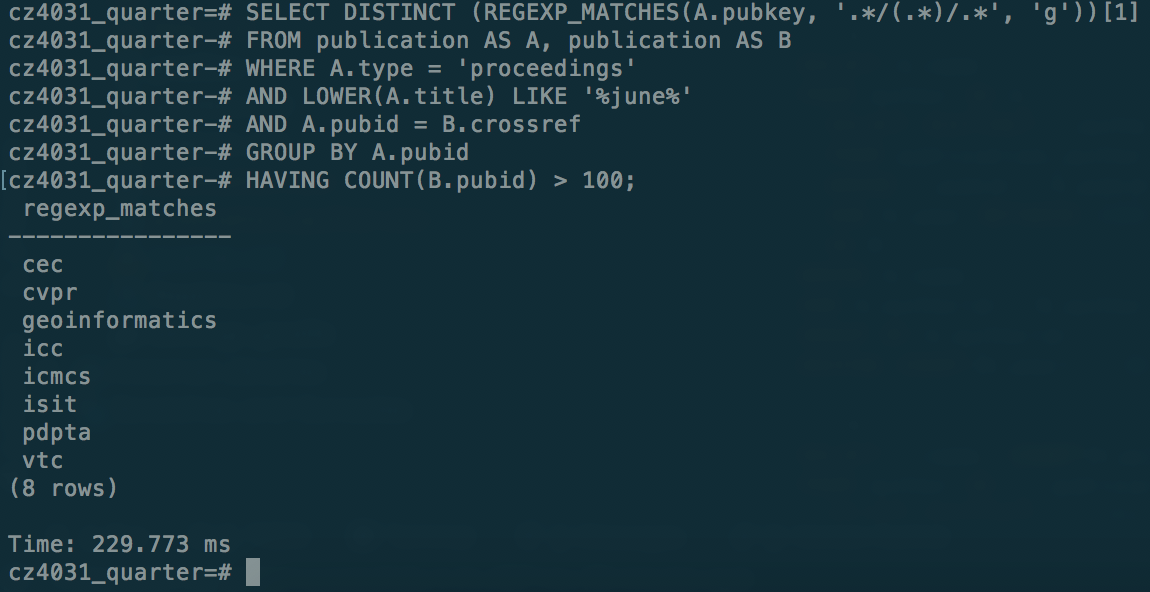 cz4031_quarter=# SELECT DISTINCT (REGEXP_MATCHES(A.pubkey, '.*/(.*)/.*', 'g'))[1]
cz4031_quarter-# FROM publication AS A, publication AS B
cz4031_quarter-# WHERE A.type = 'proceedings'
cz4031_quarter-# AND LOWER(A.title) LIKE '%june%'
cz4031_quarter-# AND A.pubid = B.crossref
cz4031_quarter-# GROUP BY A.pubid
[cz4031_quarter-# HAVING COUNT(B.pubid) > 100;
regexp_matches
----------------
cec
cvpr
geoinformatics
icc
icmcs
isit
pdpta
vtc
(8 rows)
Time: 229.773 ms
cz4031_quarter=#